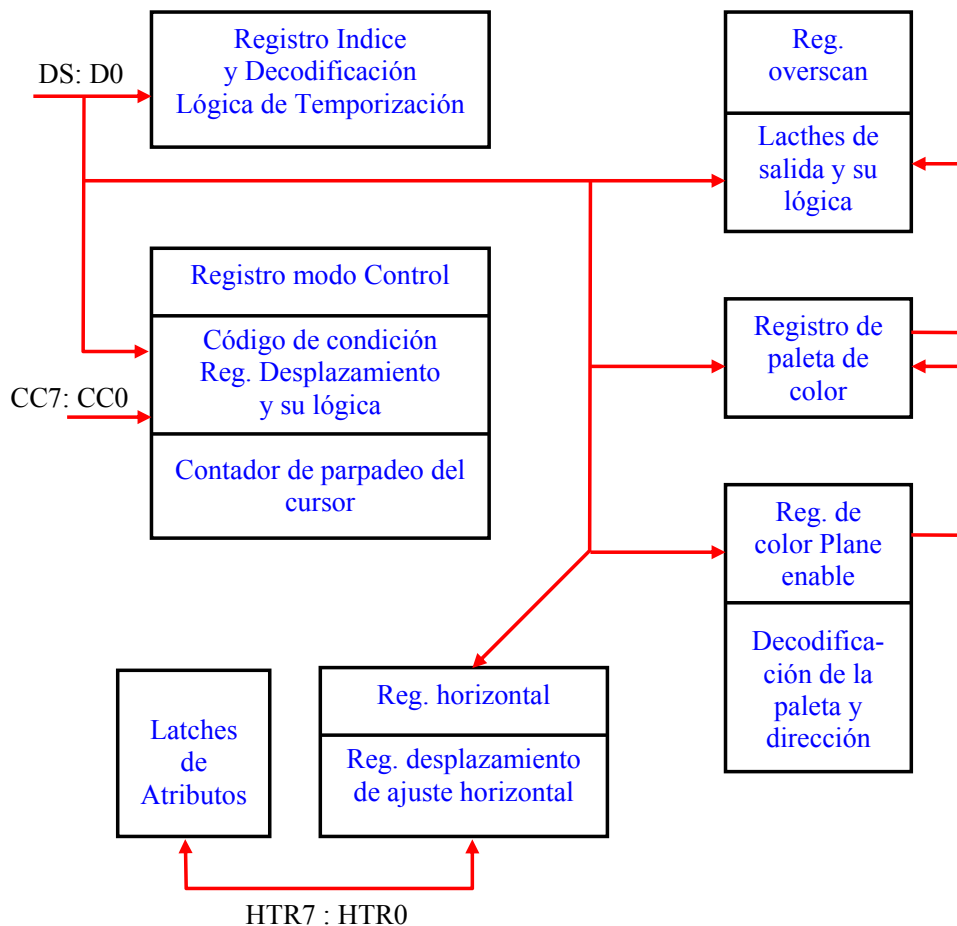 DS: D0
Registro Indice
y Decodificación
Lógica de Temporización
Reg.
overscan
Lacthes de
salida y su
lógica
Registro modo Control
Código de condición
Reg. Desplazamiento
y su lógica
Contador de parpadeo del
cursor
CC7: CC0
Registro de
paleta de
color
Reg. de
color Plane
enable
Decodifica-
ción de la
paleta y
dirección
Latches
de
Atributos
Reg. horizontal
Reg. desplazamiento
de ajuste horizontal
HTR7 : HTR0